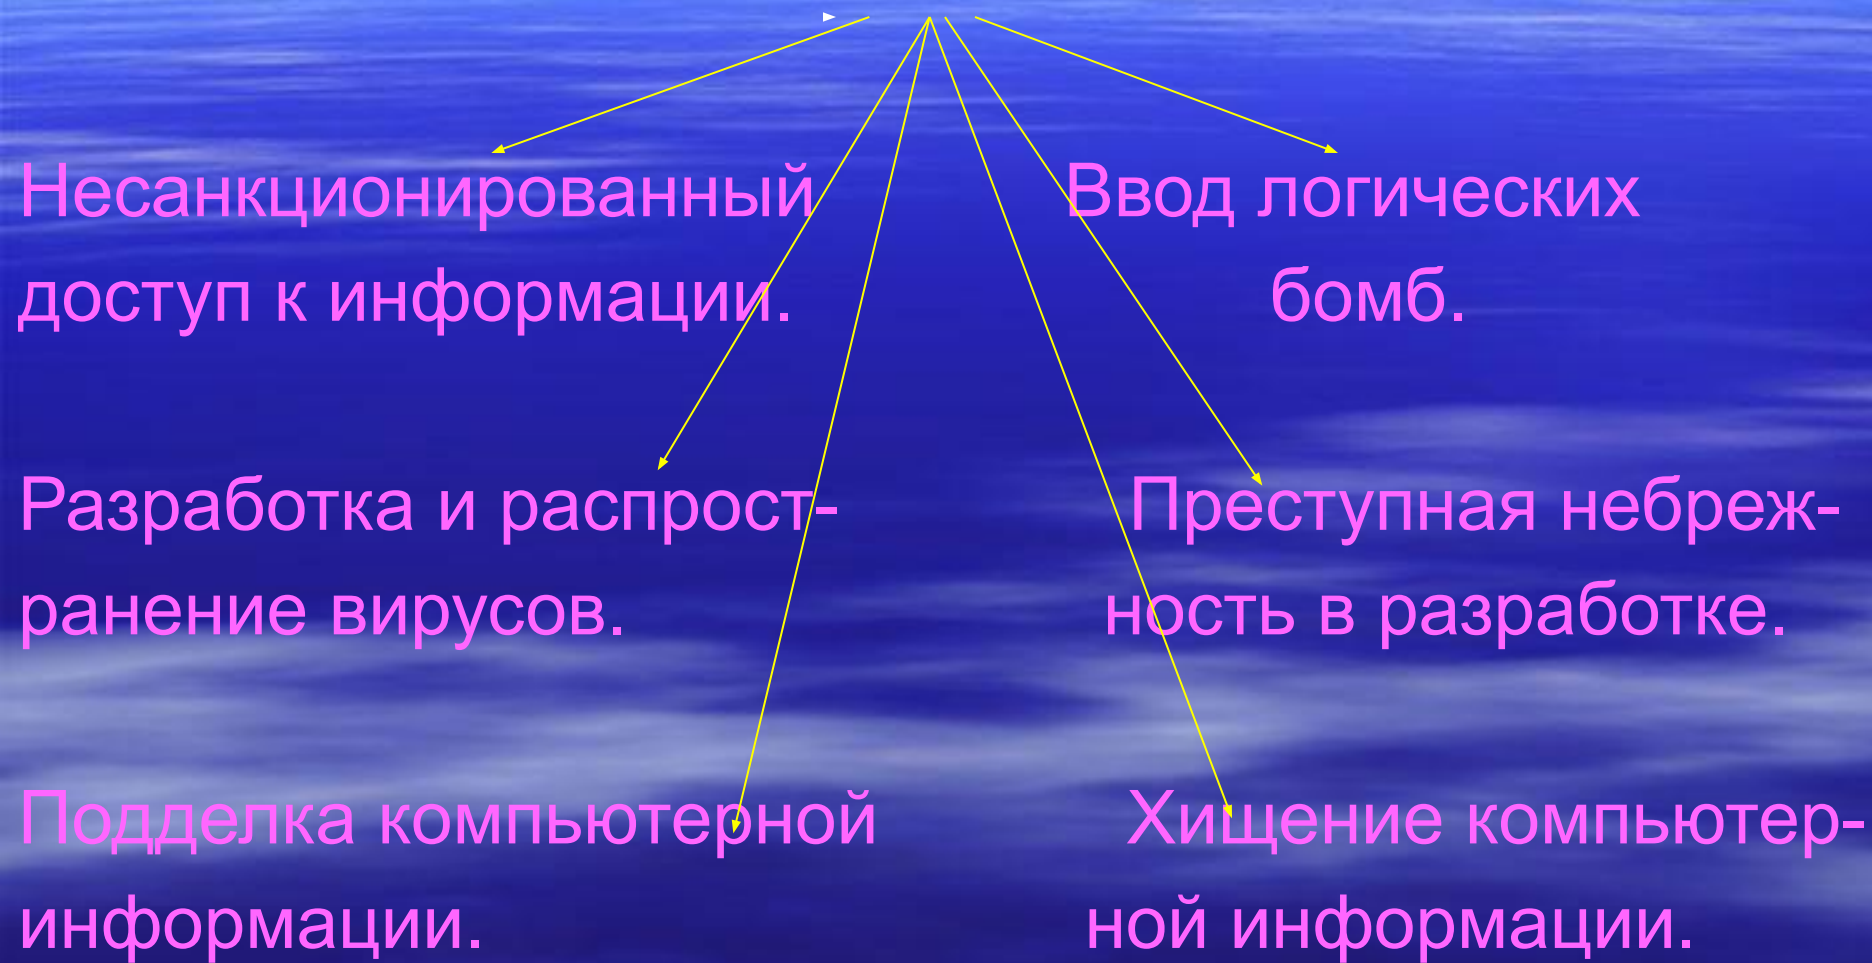 Несанкционированный
доступ к информации.
Ввод логических
бомб.
Разработка и распрост-
ранение вирусов.
Преступная небреж-
ность в разработке.
Подделка компьютерной
информации.
Хищение компьютер-
ной информации.